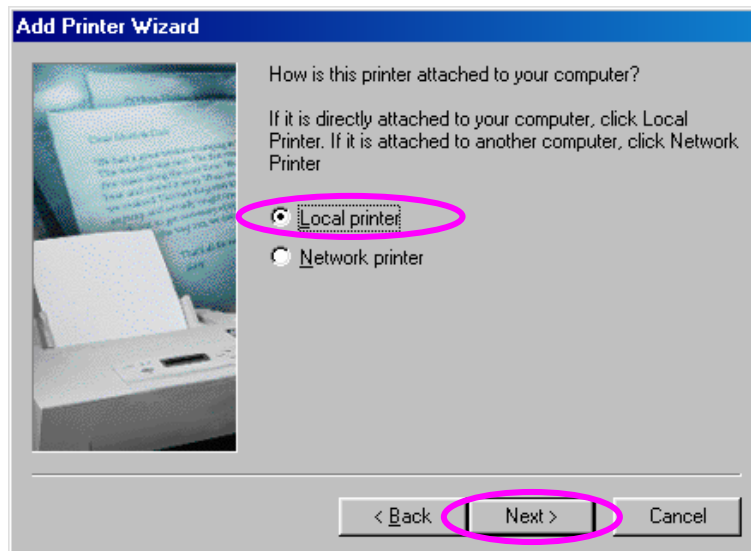 Add Printer Wizard
How is this printer attached to your computer?
If it is directly attached to your computer, click Local
Printer. If it is attached to another computer, click Network
Printer
Local printer
Network printer
< Back
Next >
Cancel